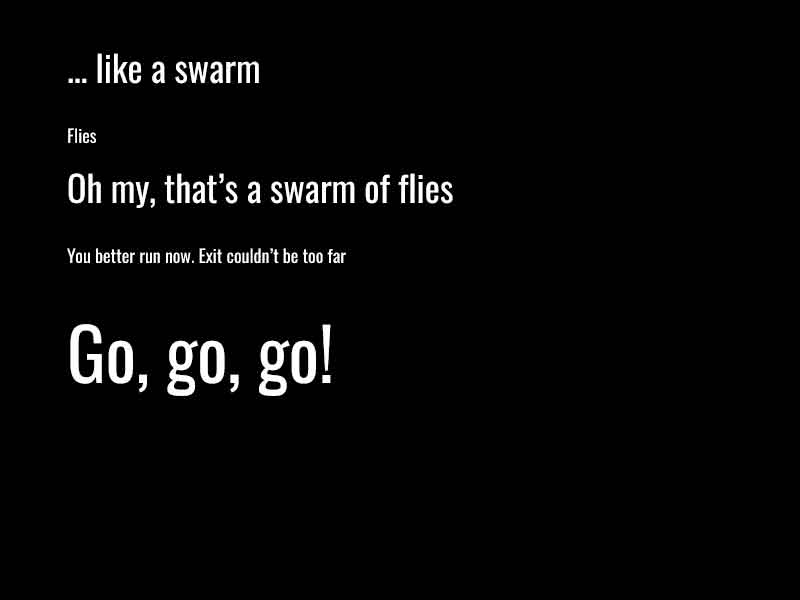 ... like a swarm
Flies
Oh my, that’s a swarm of flies
You better run now. Exit couldn’t be too far
Go, go, go!